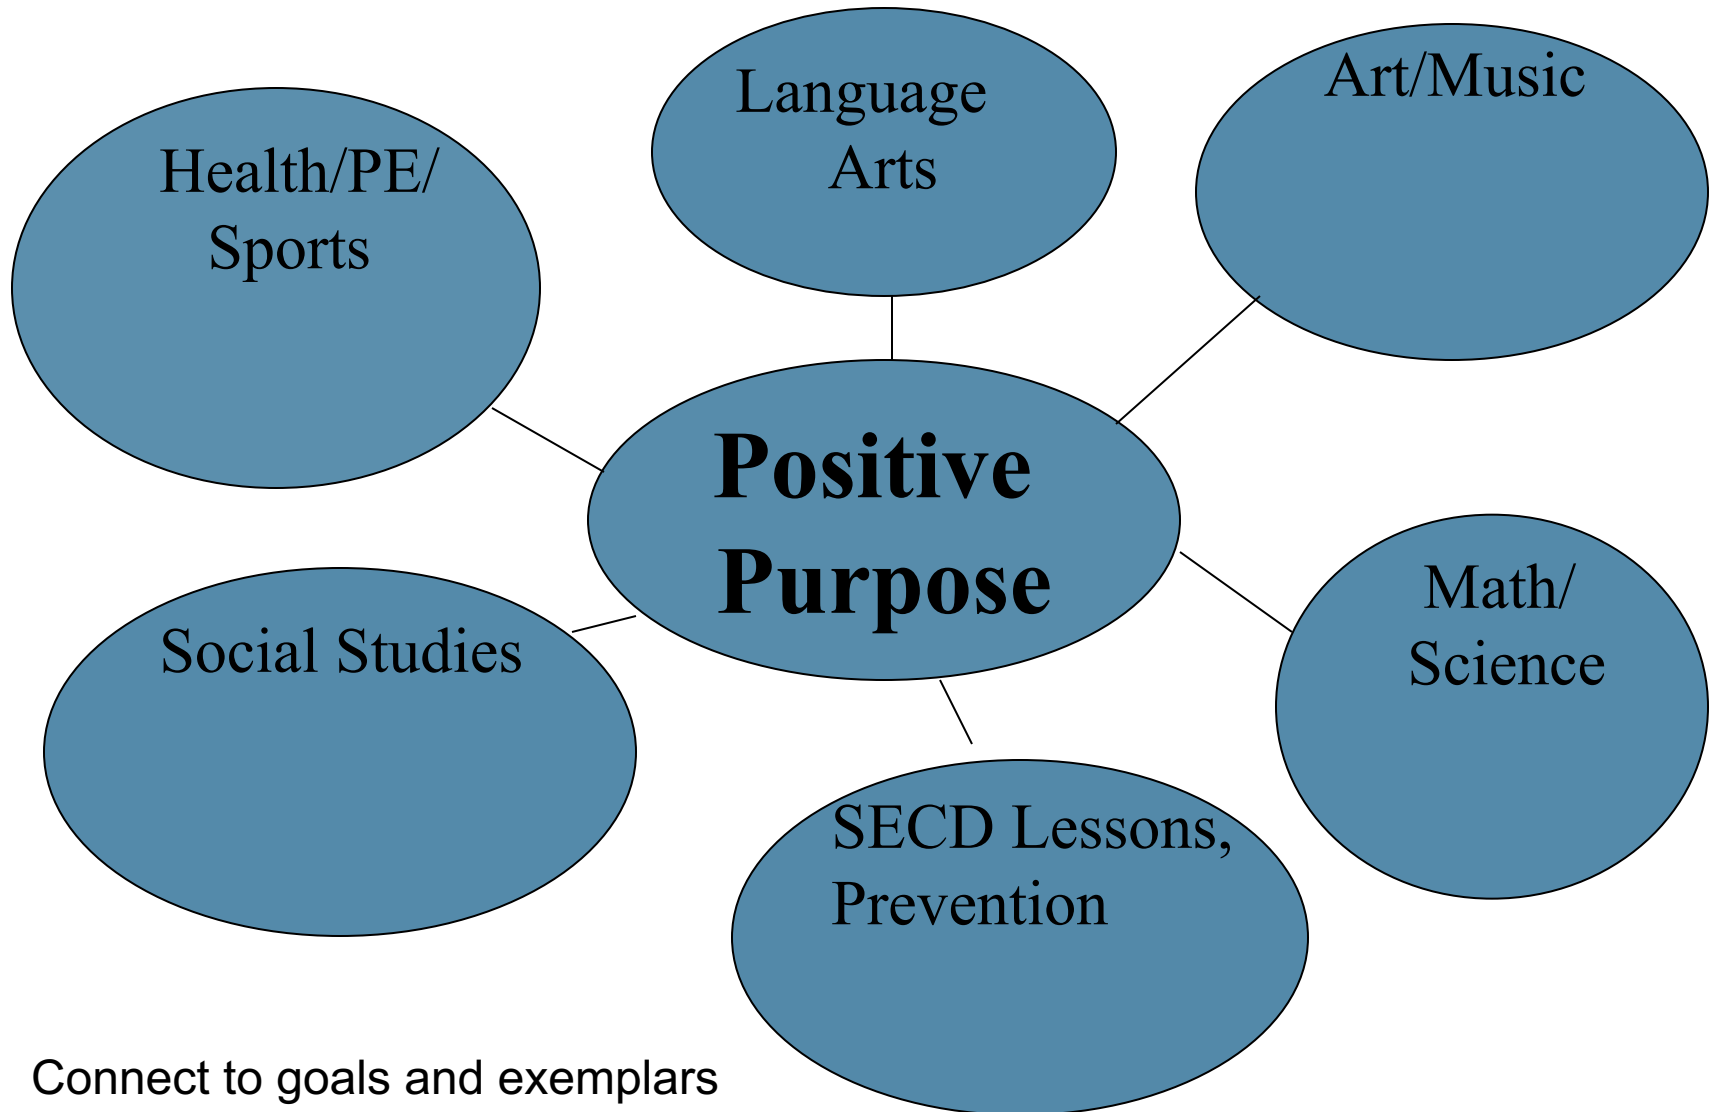 Language
Arts
Art/Music
Health/PE/
Sports
Positive
Purpose
Math/
Science
Social Studies
SECD Lessons,
Prevention
Connect to goals and exemplars